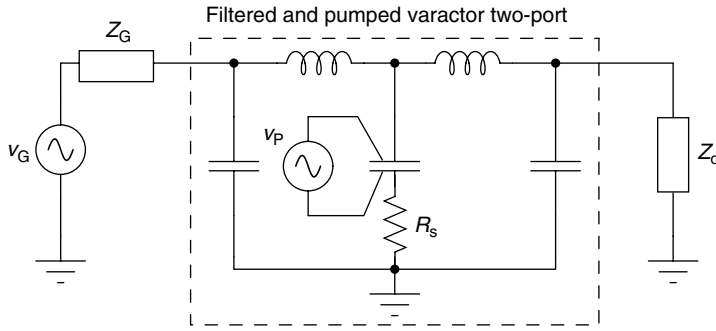 Filtered and pumped varactor two-port
Z_G
v_P
v_G
Z_o
R_s